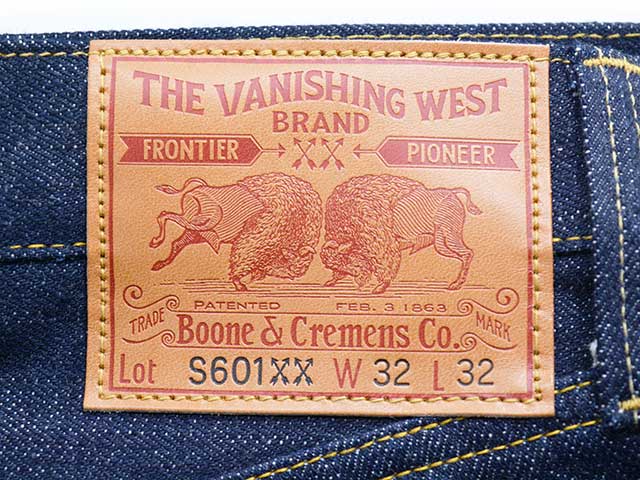 THE VANISHING WEST
BRAND
FRONTIER XX PIONEER
PATENTED FEB. 3 1863
TRADE MARK
Boone & Cremens Co.
Lot S601XX W 32 L 32